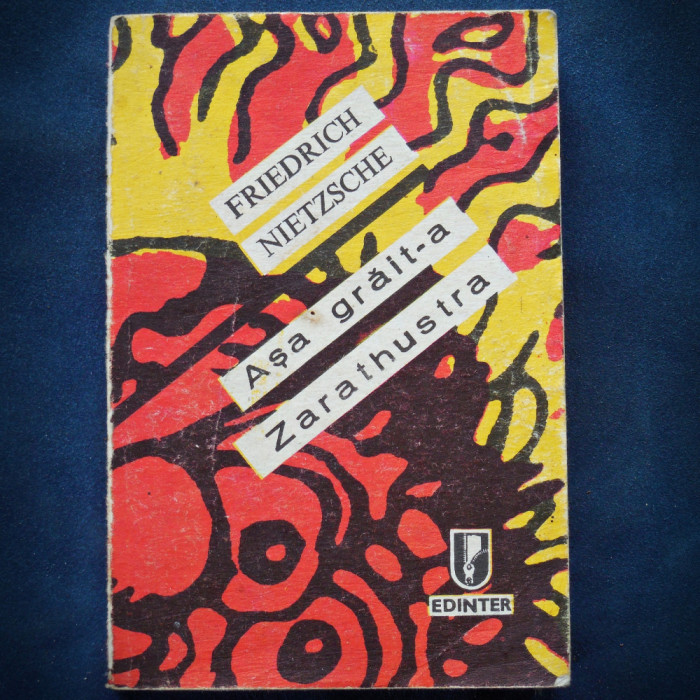 FRIEDRICH
NIETZSCHE
Așa grăit-a
Zarathustra
EDINTER